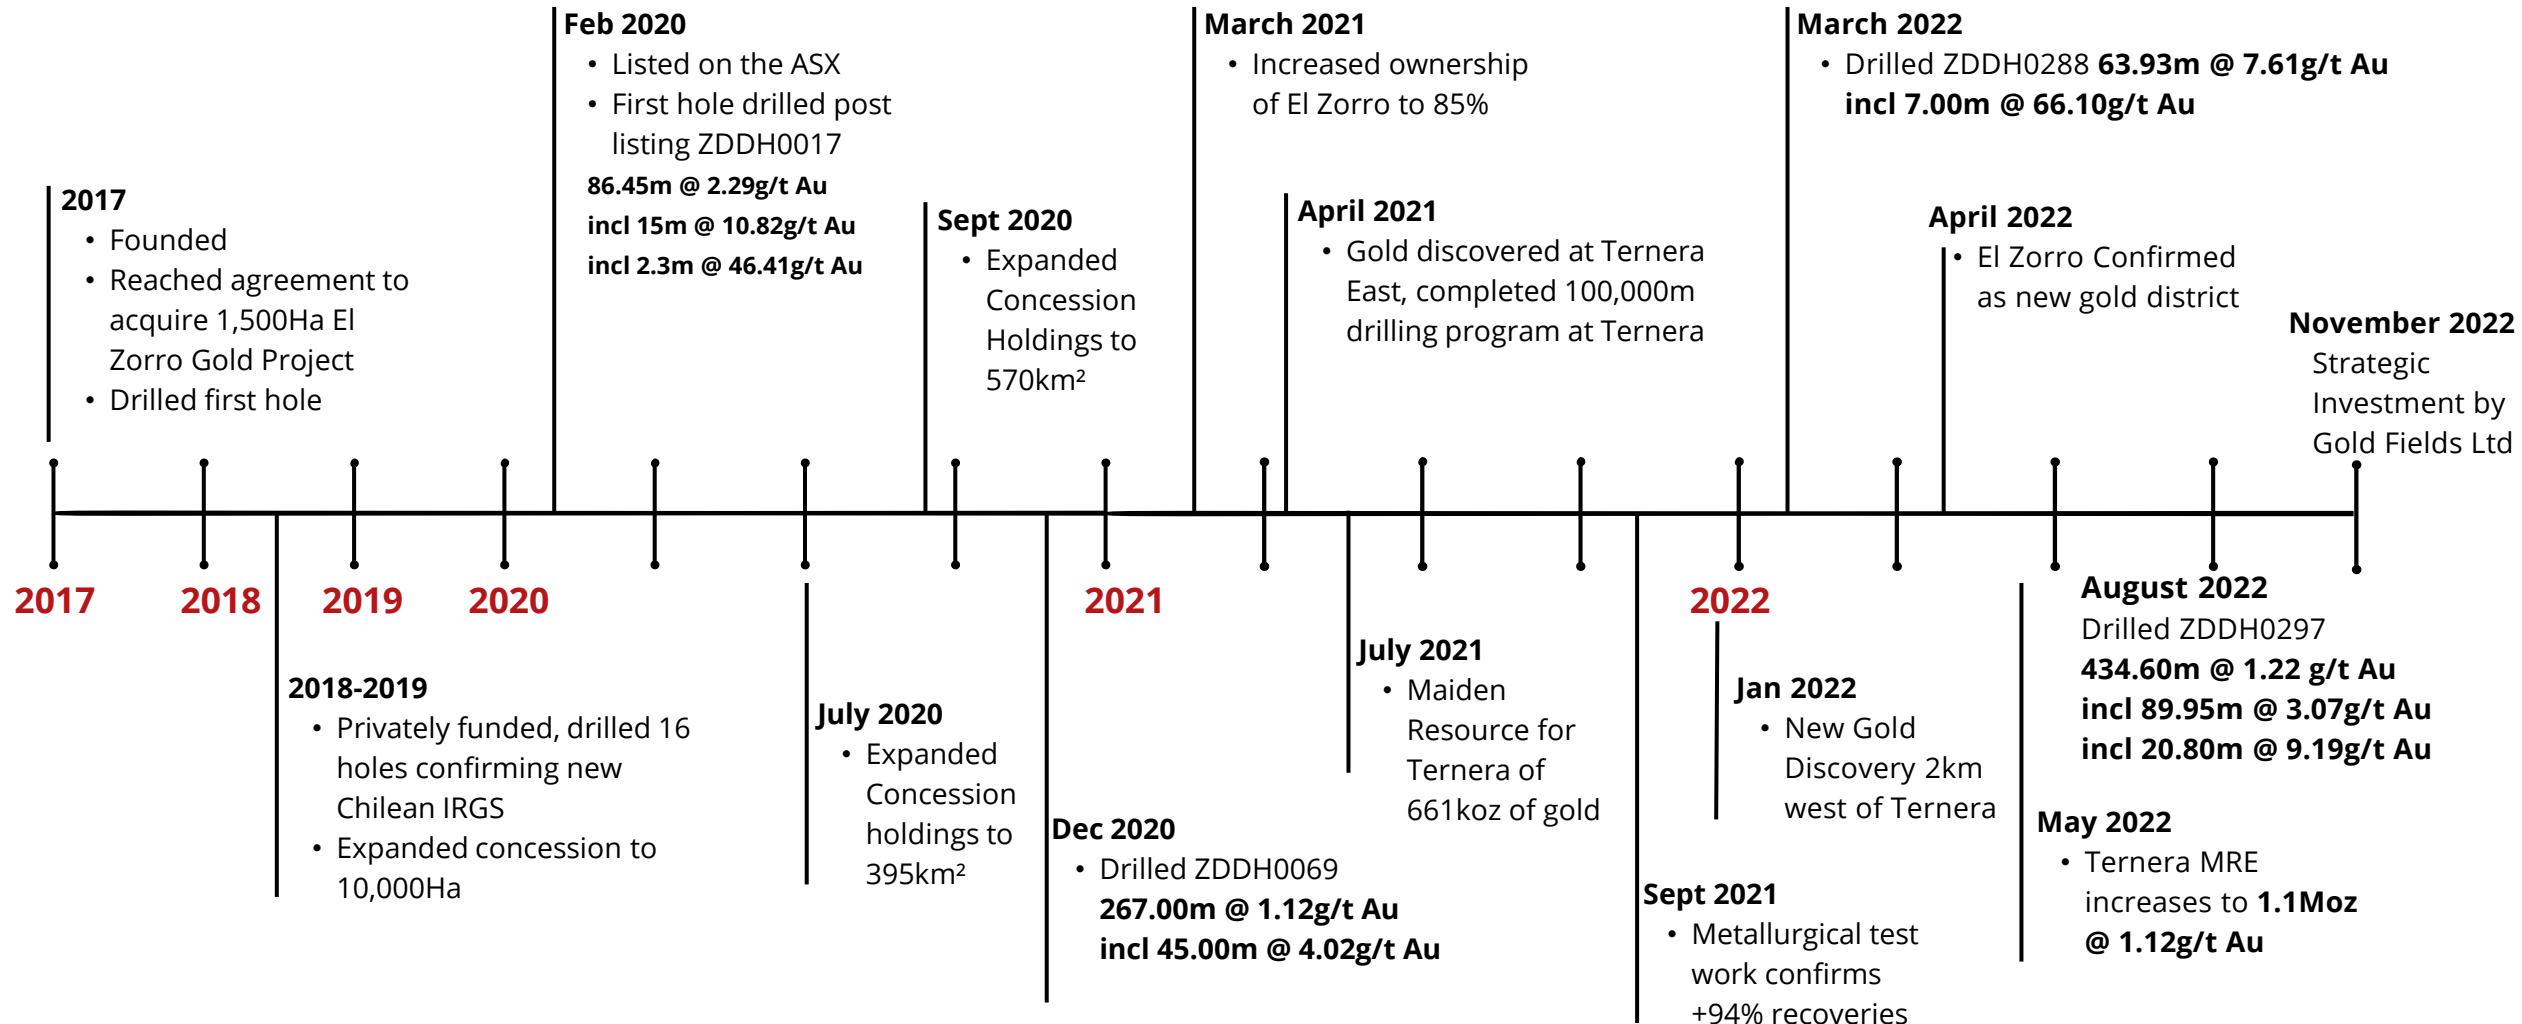 Feb 2020
• Listed on the ASX
• First hole drilled post
listing ZDDH0017
86.45m @ 2.29g/t Au
incl 15m @ 10.82g/t Au
incl 2.3m @ 46.41g/t Au
March 2021
• Increased ownership
of El Zorro to 85%
March 2022
• Drilled ZDDH0288 63.93m @ 7.61g/t Au
incl 7.00m @ 66.10g/t Au
2017
• Founded
• Reached agreement to
acquire 1,500Ha El
Zorro Gold Project
• Drilled first hole
Sept 2020
• Expanded
Concession
Holdings to
570km²
April 2021
• Gold discovered at Ternera
East, completed 100,000m
drilling program at Ternera
April 2022
• El Zorro Confirmed
as new gold district
November 2022
Strategic
Investment by
Gold Fields Ltd
2017
2018
2019
2020
2021
2022
2018-2019
• Privately funded, drilled 16
holes confirming new
Chilean IRGS
• Expanded concession to
10,000Ha
July 2020
• Expanded
Concession
holdings to
395km²
Dec 2020
• Drilled ZDDH0069
267.00m @ 1.12g/t Au
incl 45.00m @ 4.02g/t Au
July 2021
• Maiden
Resource for
Ternera of
661koz of gold
Sept 2021
• Metallurgical test
work confirms
+94% recoveries
Jan 2022
• New Gold
Discovery 2km
west of Ternera
August 2022
Drilled ZDDH0297
434.60m @ 1.22 g/t Au
incl 89.95m @ 3.07g/t Au
incl 20.80m @ 9.19g/t Au
May 2022
• Ternera MRE
increases to 1.1Moz
@ 1.12g/t Au